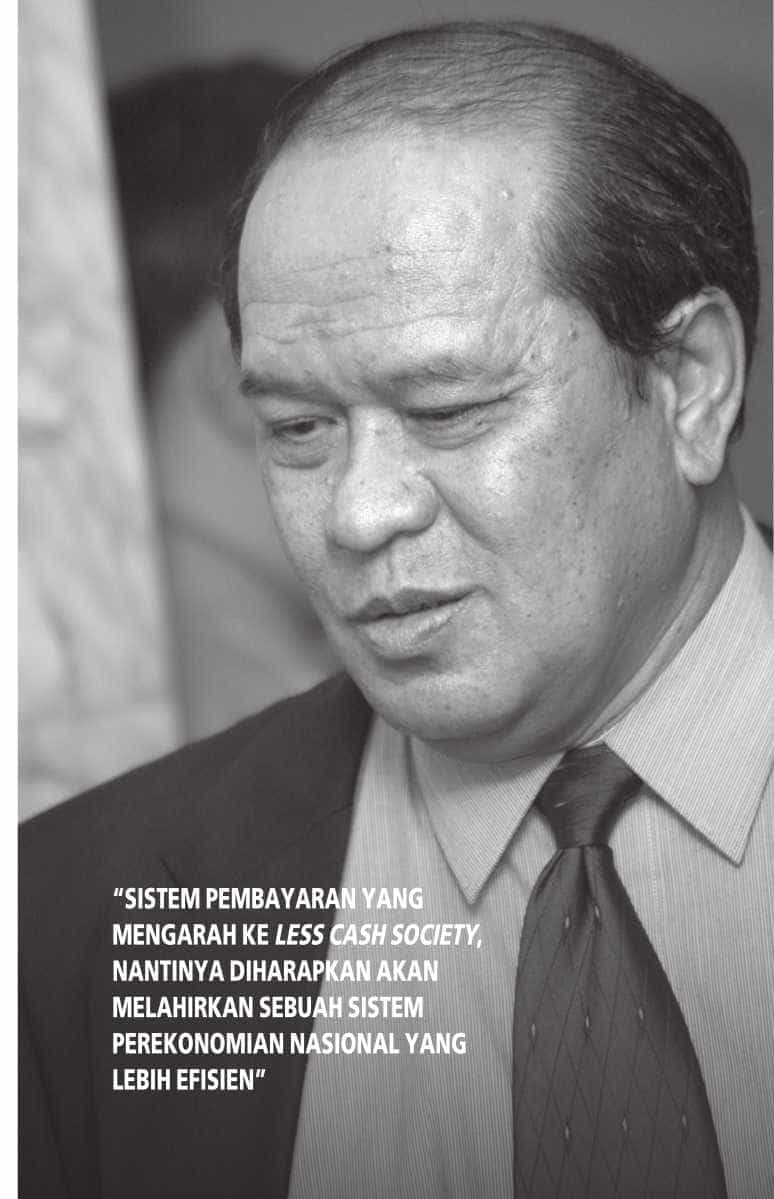 “SISTEM PEMBAYARAN YANG
MENGARAH KE LESS CASH SOCIETY,
NANTINYA DIHARAPKAN AKAN
MELAHIRKAN SEBUAH SISTEM
PEREKONOMIAN NASIONAL YANG
LEBIH EFISIEN”